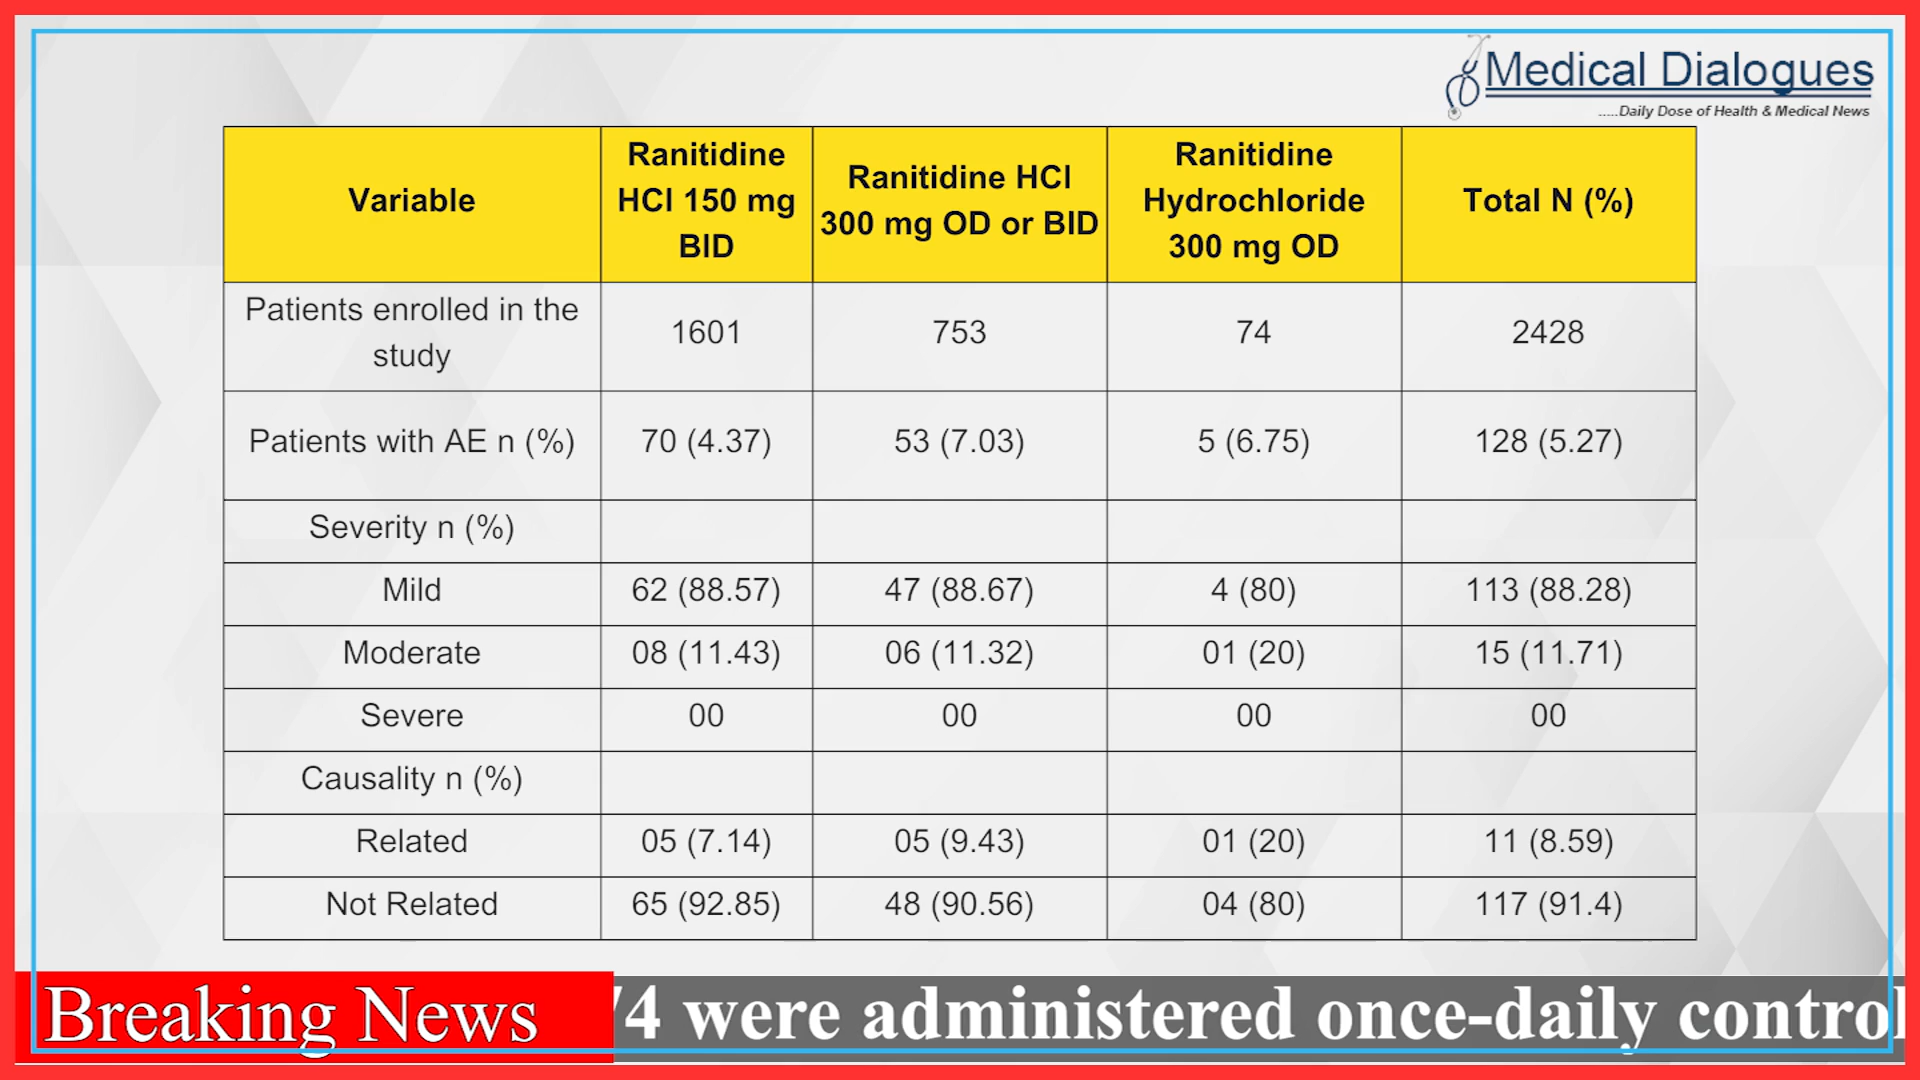 Medical Dialogues
.....Daily Dose of Health & Medical News
Variable
Ranitidine
HCl 150 mg
BID
Ranitidine HCl
300 mg OD or BID
Ranitidine
Hydrochloride
300 mg OD
Total N (%)
Patients enrolled in the
study
1601
753
74
2428
Patients with AE n (%)
70 (4.37)
53 (7.03)
5 (6.75)
128 (5.27)
Severity n (%)
Mild
62 (88.57)
47 (88.67)
4 (80)
113 (88.28)
Moderate
08 (11.43)
06 (11.32)
01 (20)
15 (11.71)
Severe
00
00
00
00
Causality n (%)
Related
05 (7.14)
05 (9.43)
01 (20)
11 (8.59)
Not Related
65 (92.85)
48 (90.56)
04 (80)
117 (91.4)
Breaking News
4 were administered once-daily control